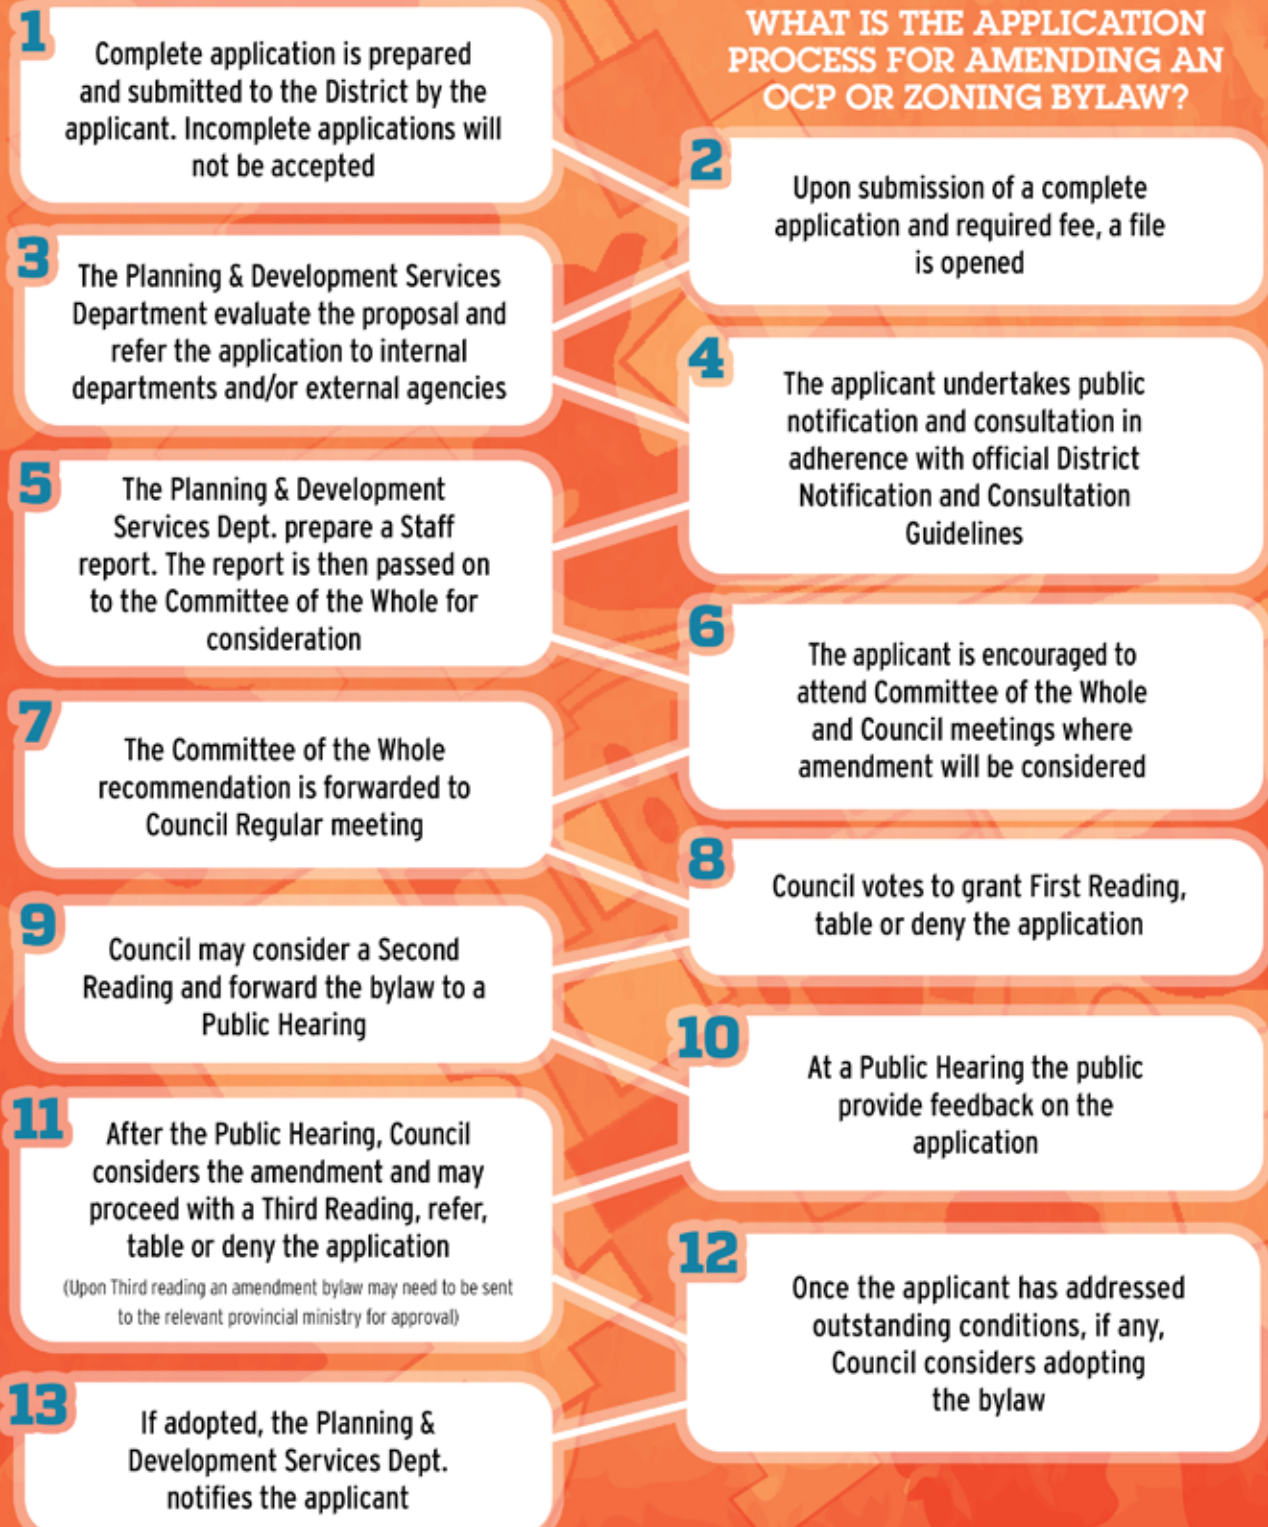 WHAT IS THE APPLICATION
PROCESS FOR AMENDING AN
OCP OR ZONING BYLAW?
1
Complete application is prepared
and submitted to the District by the
applicant. Incomplete applications will
not be accepted
2
Upon submission of a complete
application and required fee, a file
is opened
3
The Planning & Development Services
Department evaluate the proposal and
refer the application to internal
departments and/or external agencies
4
The applicant undertakes public
notification and consultation in
adherence with official District
Notification and Consultation
Guidelines
5
The Planning & Development
Services Dept. prepare a Staff
report. The report is then passed on
to the Committee of the Whole for
consideration
6
The applicant is encouraged to
attend Committee of the Whole
and Council meetings where
amendment will be considered
7
The Committee of the Whole
recommendation is forwarded to
Council Regular meeting
8
Council votes to grant First Reading,
table or deny the application
9
Council may consider a Second
Reading and forward the bylaw to a
Public Hearing
10
At a Public Hearing the public
provide feedback on the
application
11
After the Public Hearing, Council
considers the amendment and may
proceed with a Third Reading, refer,
table or deny the application
(Upon Third reading an amendment bylaw may need to be sent
to the relevant provincial ministry for approval)
12
Once the applicant has addressed
outstanding conditions, if any,
Council considers adopting
the bylaw
13
If adopted, the Planning &
Development Services Dept.
notifies the applicant